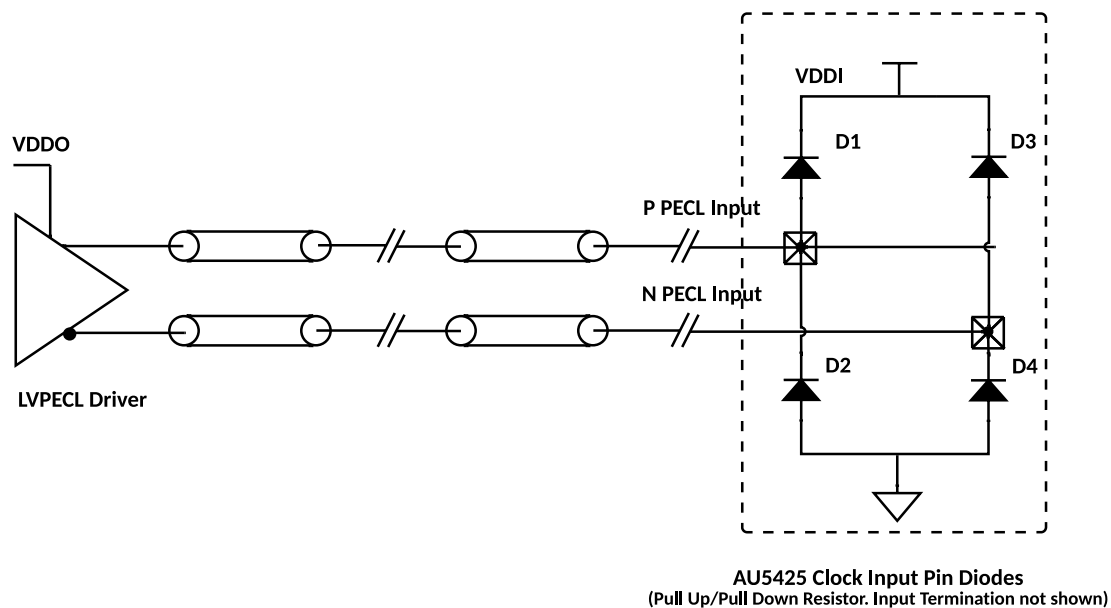 VDDI
D1
D3
VDDO
P PECL Input
N PECL Input
D2
D4
LVPECL Driver
AU5425 Clock Input Pin Diodes
(Pull Up/Pull Down Resistor. Input Termination not shown)